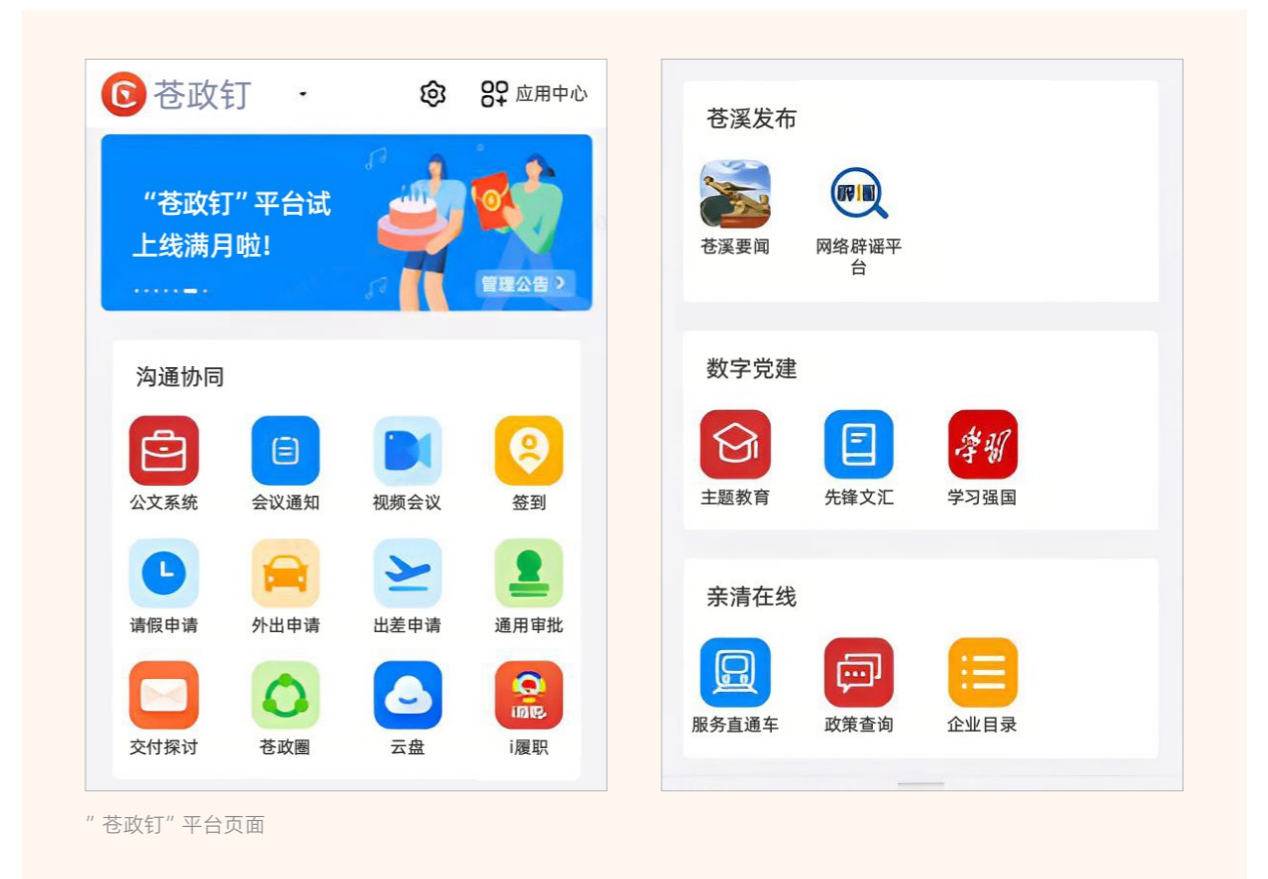 苍政钉
应用中心
“苍政钉”平台试
上线满月啦!
管理公告
沟通协同
公文系统 会议通知 视频会议 签到
请假申请 外出申请 出差申请 通用审批
i履职
交付探讨 苍政圈 云盘 i履职
苍溪发布
苍溪要闻 网络辟谣平
台
数字党建
学习
主题教育 先锋文汇 学习强国
亲清在线
服务直通车 政策查询 企业目录
”苍政钉”平台页面